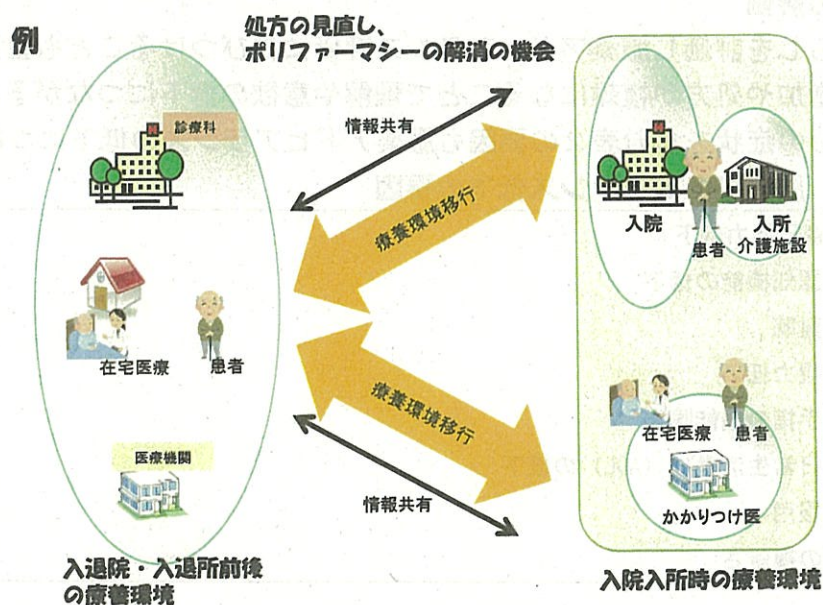 例
処方の見直し、
ポリファーマシーの解消の機会
診療科
情報共有
療養環境移行
入院
患者
入所
介護施設
在宅医療
患者
療養環境移行
在宅医療
患者
医療機関
情報共有
かかりつけ医
入退院・入退所前後
の療養環境
入院入所時の療養環境